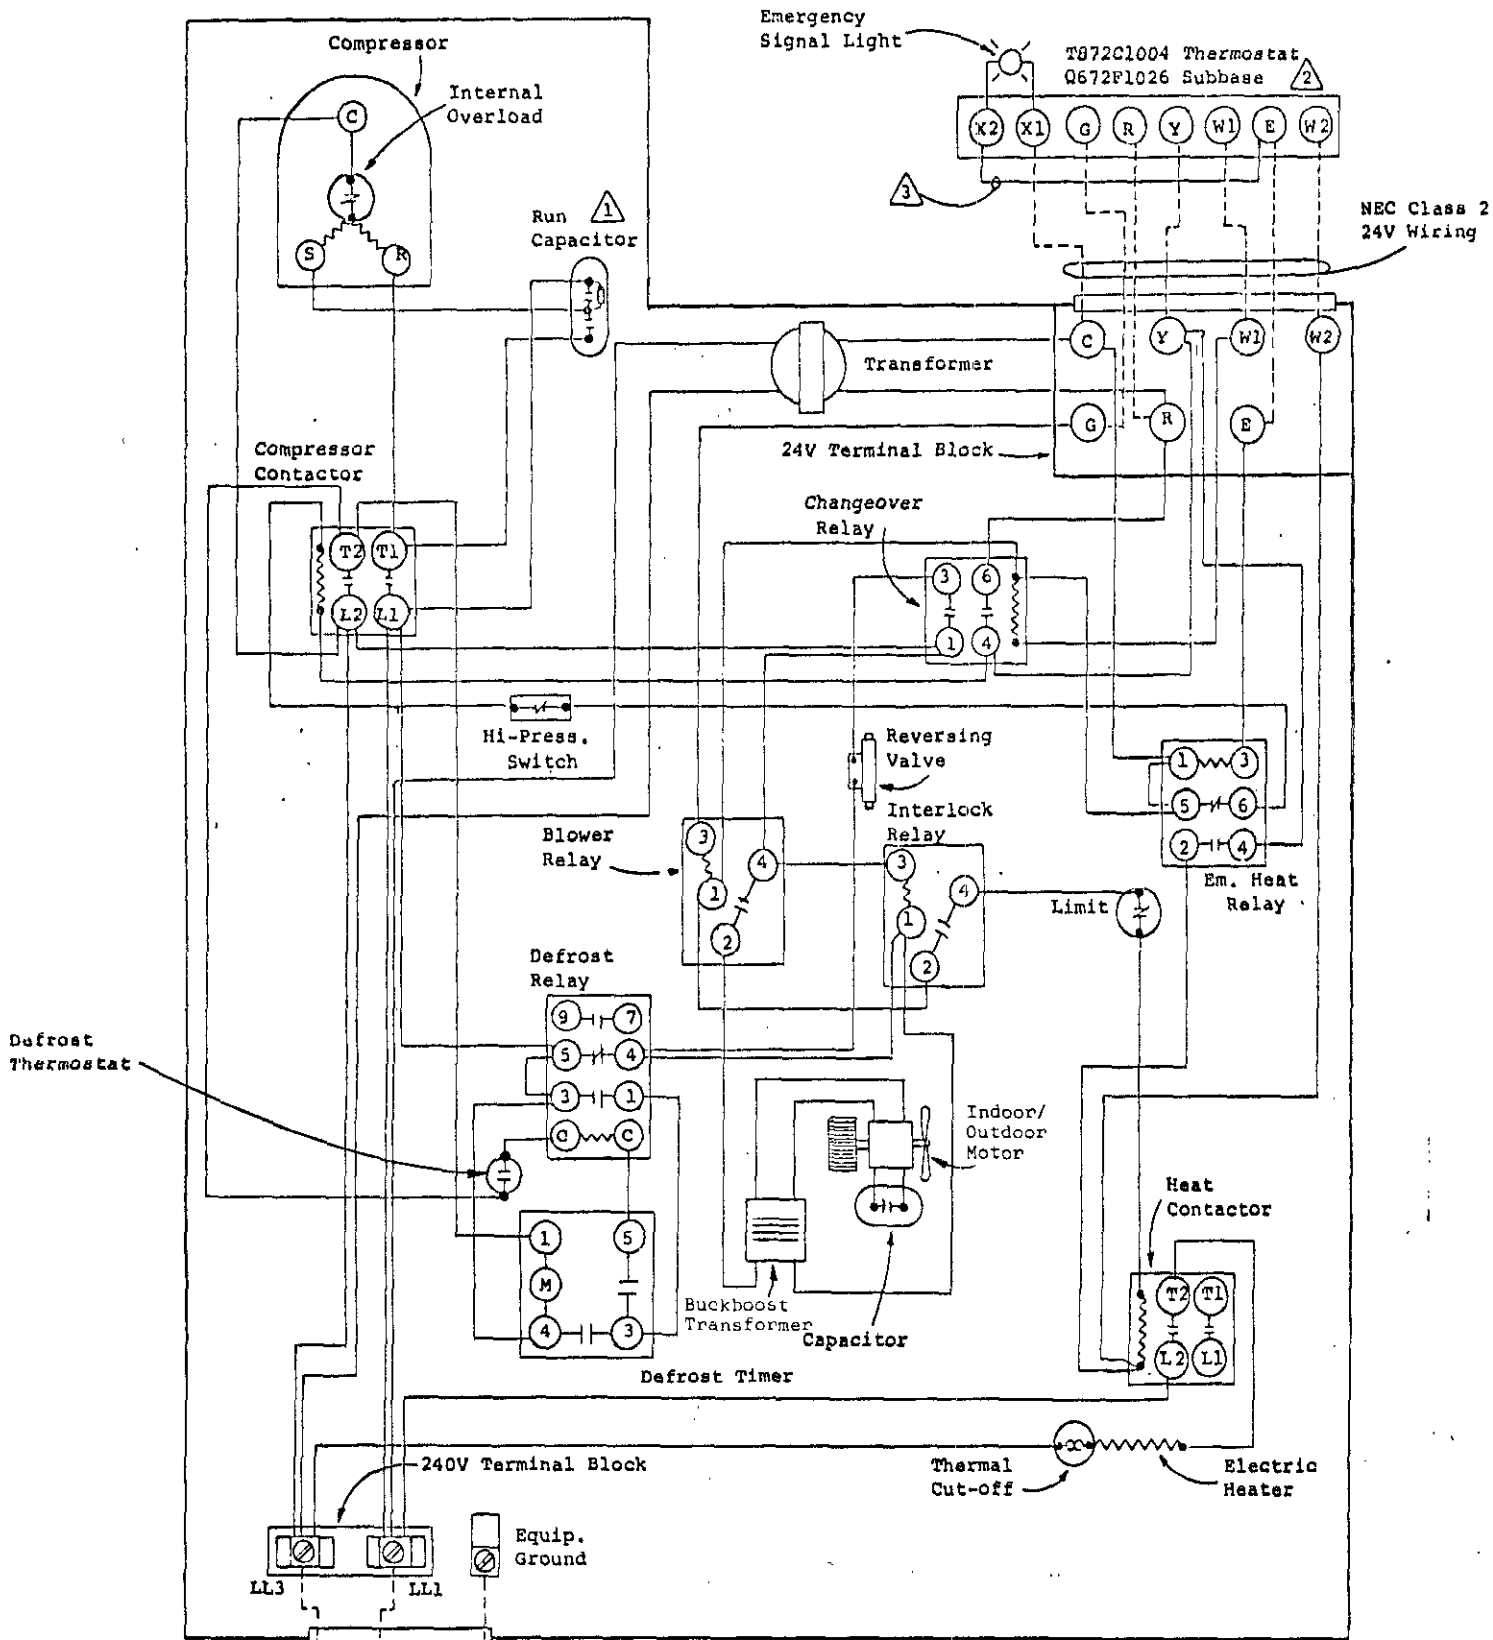 Emergency
Signal Light
T872C1004 Thermostat
Q672F1026 Subbase
2
Compressor
Internal
Overload
C
S
R
X2 X1 G R Y W1 E W2
3
NEC Class 2
24V Wiring
Run
Capacitor
1
C Y W1 W2
Transformer
G R E
24V Terminal Block
Compressor
Contactor
T2 T1
L2 L1
Changeover
Relay
3 6
1 4
Hi-Press.
Switch
Reversing
Valve
1 3
5 6
2 4
Em. Heat
Relay
Blower
Relay
3
4
1
2
Interlock
Relay
3
4
1
2
Limit
Defrost
Relay
9 7
5 4
3 1
C C
Defrost
Thermostat
Indoor/
Outdoor
Motor
1 5
M
4 3
Buckboost
Transformer
Capacitor
Defrost Timer
Heat
Contactor
T2 T1
L2 L1
240V Terminal Block
Thermal
Cut-off
Electric
Heater
Equip.
Ground
LL3
LL1